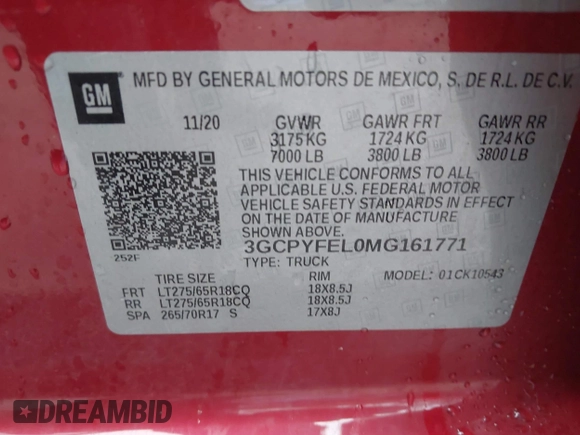 GM
MFD BY GENERAL MOTORS DE MEXICO, S. DE R.L. DE C.V.
11/20 GVWR GAWR FRT GAWR RR
3175 KG 1724 KG 1724 KG
7000 LB 3800 LB 3800 LB
THIS VEHICLE CONFORMS TO ALL
APPLICABLE U.S. FEDERAL MOTOR
VEHICLE SAFETY STANDARDS IN EFFECT
ON THE DATE OF MANUFACTURE SHOWN ABOVE.
252F 3GCPYFEL0MG161771
TYPE: TRUCK MODEL: 01CK10543
TIRE SIZE RIM
FRT LT275/65R18CQ 18X8.5J
RR LT275/65R18CQ 18X8.5J
SPA 265/70R17 S 17X8J
DREAMBID